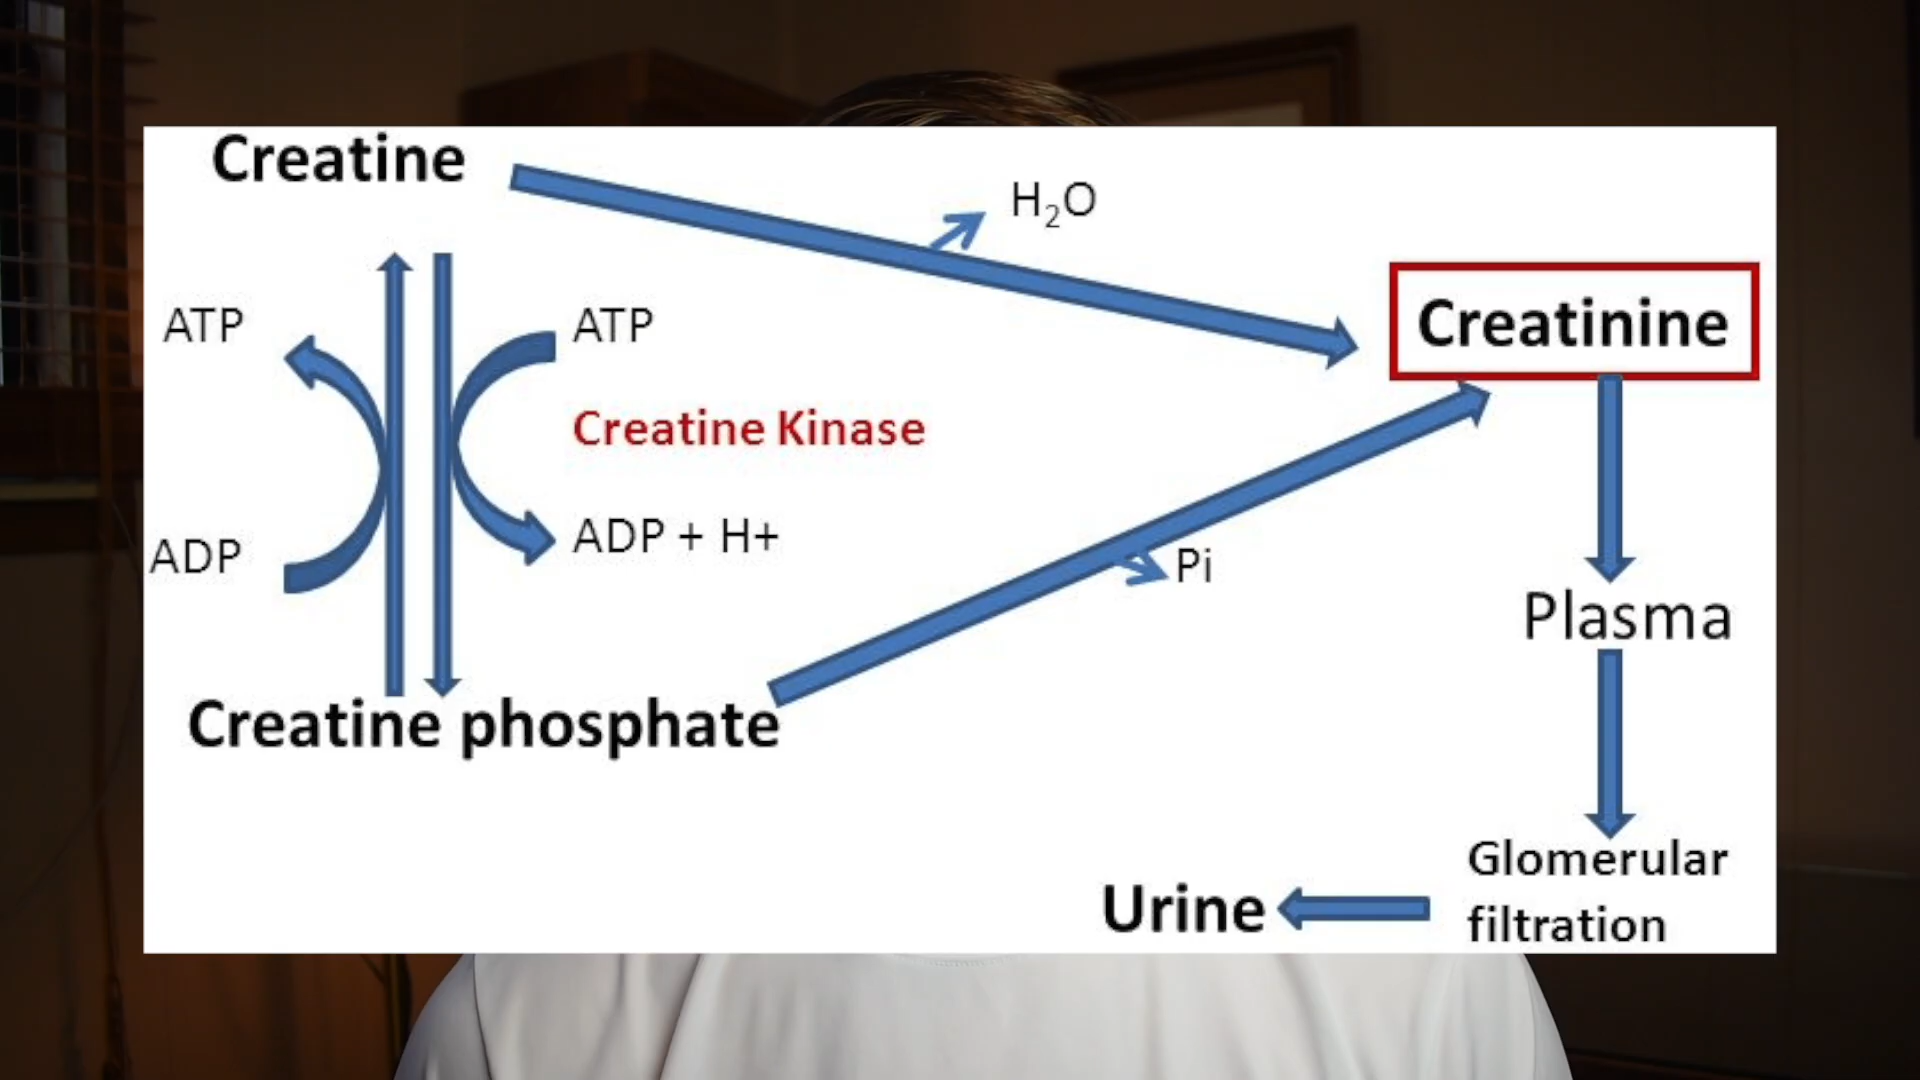 Creatine
H₂O
ATP
ATP
Creatinine
Creatine Kinase
ADP
ADP + H+
Pi
Plasma
Creatine phosphate
Glomerular
filtration
Urine